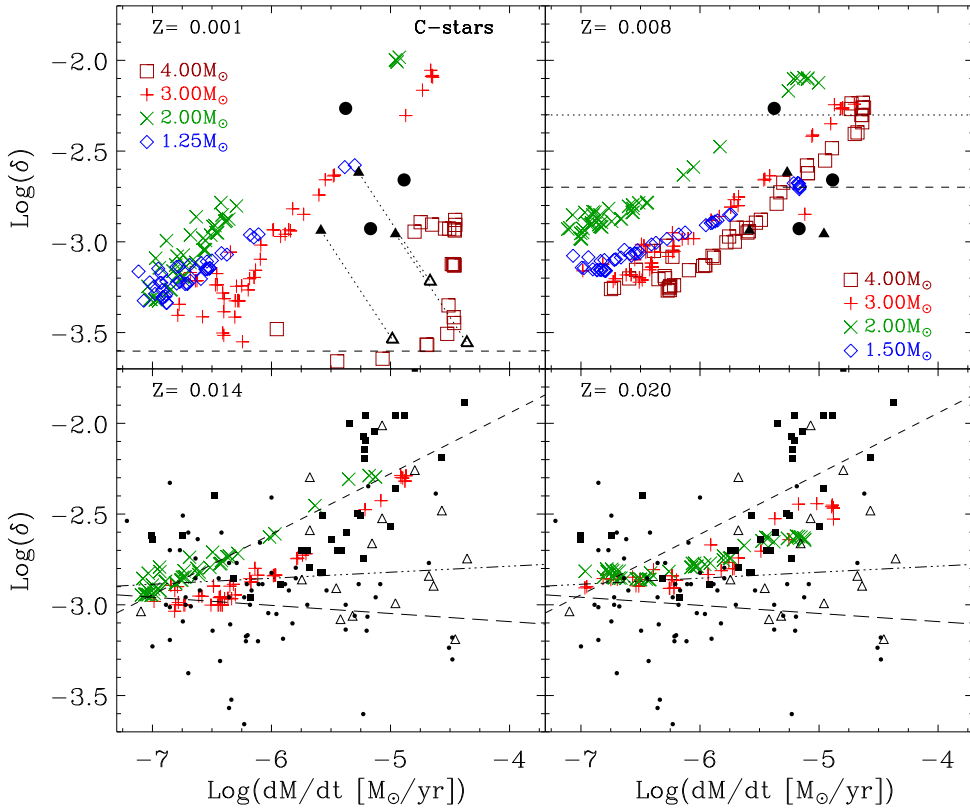 Z= 0.001
C-stars
Z= 0.008
−2.0
−2.5
−3.0
−3.5
Log(δ)
4.00M⊙
3.00M⊙
2.00M⊙
1.25M⊙
4.00M⊙
3.00M⊙
2.00M⊙
1.50M⊙
Z= 0.014
Z= 0.020
−2.0
−2.5
−3.0
−3.5
Log(δ)
−7
−6
−5
−4
−7
−6
−5
−4
Log(dM/dt [M⊙/yr)
Log(dM/dt [M⊙/yr)